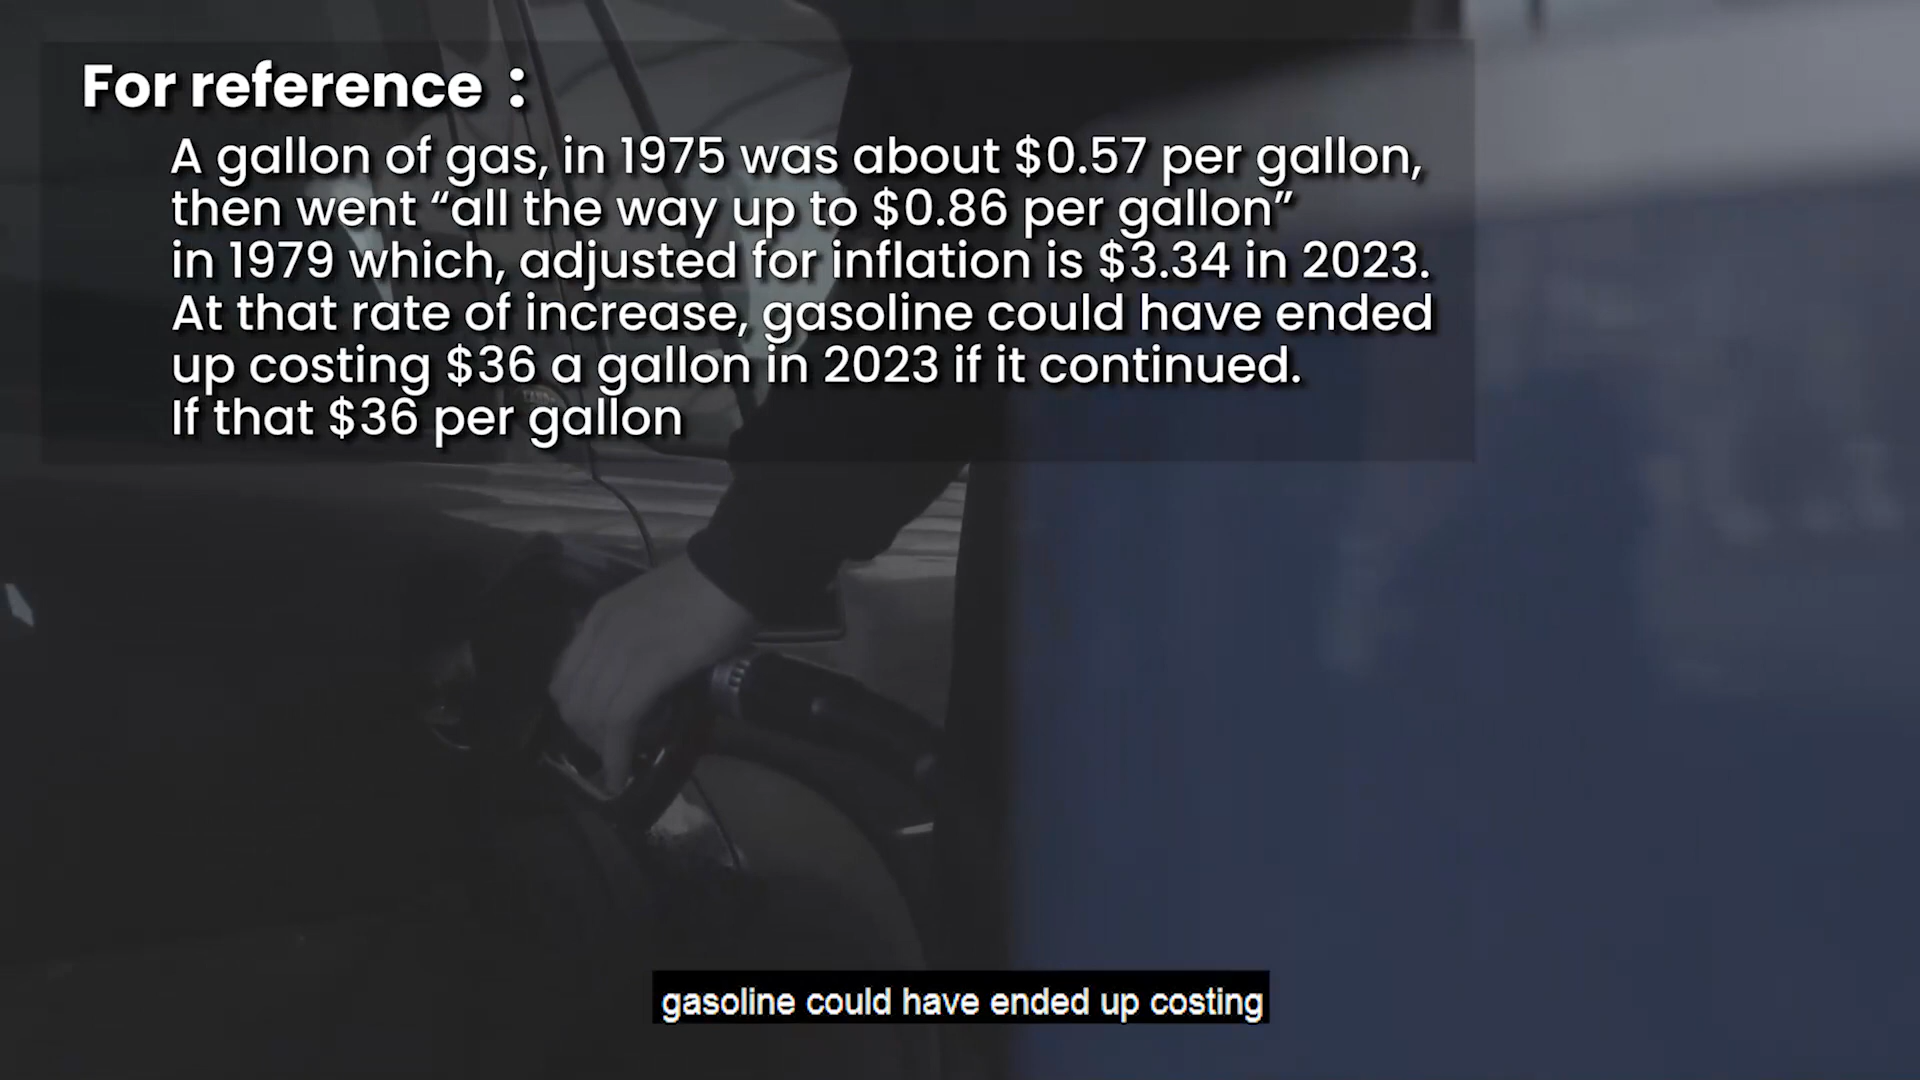 For reference :
A gallon of gas, in 1975 was about $0.57 per gallon,
then went “all the way up to $0.86 per gallon”
in 1979 which, adjusted for inflation is $3.34 in 2023.
At that rate of increase, gasoline could have ended
up costing $36 a gallon in 2023 if it continued.
If that $36 per gallon
gasoline could have ended up costing